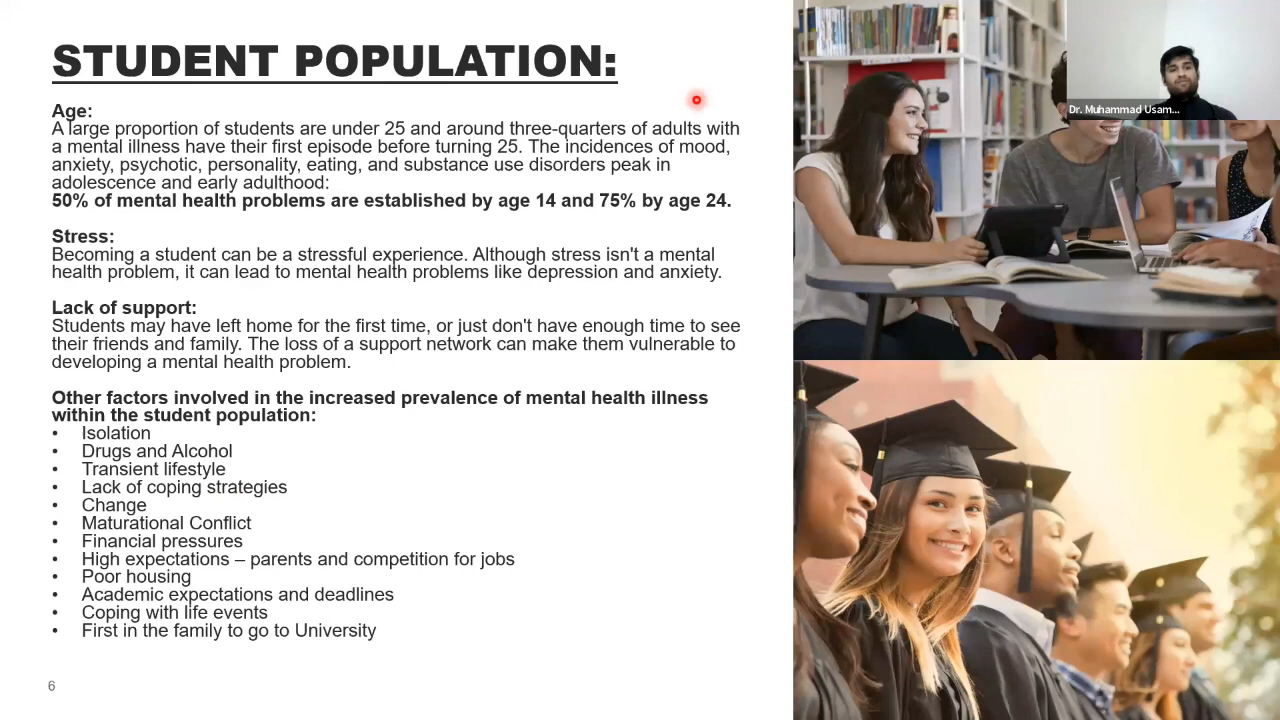 STUDENT POPULATION:
Age:
A large proportion of students are under 25 and around three-quarters of adults with
a mental illness have their first episode before turning 25. The incidences of mood,
anxiety, psychotic, personality, eating, and substance use disorders peak in
adolescence and early adulthood:
50% of mental health problems are established by age 14 and 75% by age 24.
Stress:
Becoming a student can be a stressful experience. Although stress isn't a mental
health problem, it can lead to mental health problems like depression and anxiety.
Lack of support:
Students may have left home for the first time, or just don't have enough time to see
their friends and family. The loss of a support network can make them vulnerable to
developing a mental health problem.
Other factors involved in the increased prevalence of mental health illness
within the student population:
• Isolation
• Drugs and Alcohol
• Transient lifestyle
• Lack of coping strategies
• Change
• Maturational Conflict
• Financial pressures
• High expectations – parents and competition for jobs
• Poor housing
• Academic expectations and deadlines
• Coping with life events
• First in the family to go to University
6
Dr. Muhammad Usam...